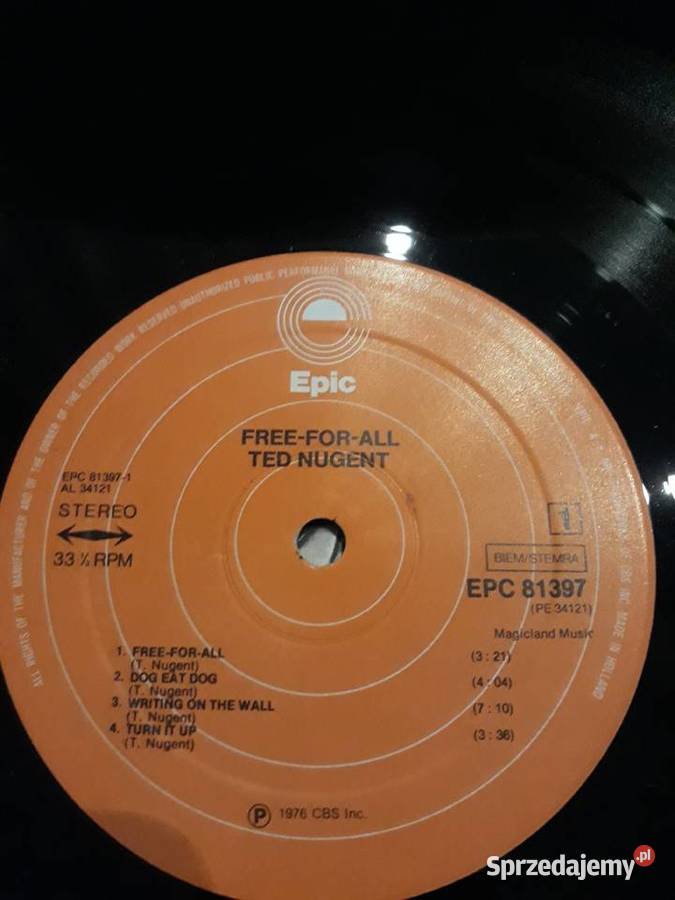 ALL RIGHTS OF THE MANUFACTURER AND OF THE OWNER OF THE RECORDED WORK RESERVED UNAUTHORIZED PUBLIC PERFORMANCE
MADE IN HOLLAND
Epic
FREE-FOR-ALL
TED NUGENT
EPC 81397-1
AL 34121
STEREO
33 ⅓ RPM
BIEM/STEMRA
EPC 81397
(PE 34121)
Magicland Music
1. FREE-FOR-ALL (3 : 21)
(T. Nugent)
2. DOG EAT DOG (4 : 04)
(T. Nugent)
3. WRITING ON THE WALL (7 : 10)
(T. Nugent)
4. TURN IT UP (3 : 36)
(T. Nugent)
℗ 1976 CBS Inc.
Sprzedajemy.pl